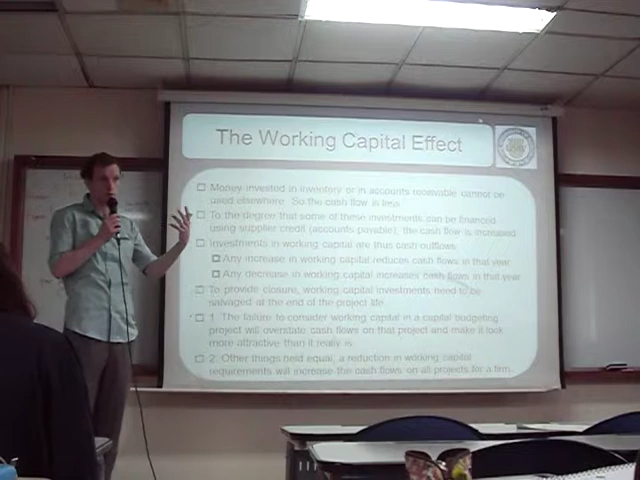 The Working Capital Effect
Money invested in inventory or in accounts receivable cannot be
used elsewhere. So the cash flow is less
To the degree that some of these investments can be financed
using supplier credit (accounts payable), the cash flow is increased.
Investments in working capital are thus cash outflows
Any increase in working capital reduces cash flows in that year
Any decrease in working capital increases cash flows in that year
To provide closure, working capital investments need to be
salvaged at the end of the project life.
1. The failure to consider working capital in a capital budgeting
project will overstate cash flows on that project and make it look
more attractive than it really is.
2. Other things held equal, a reduction in working capital
requirements will increase the cash flows on all projects for a firm.